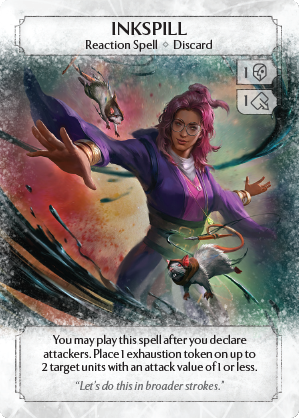 INKSPILL
Reaction Spell ◇ Discard
1
1
You may play this spell after you declare
attackers. Place 1 exhaustion token on up to
2 target units with an attack value of 1 or less.
"Let's do this in broader strokes."